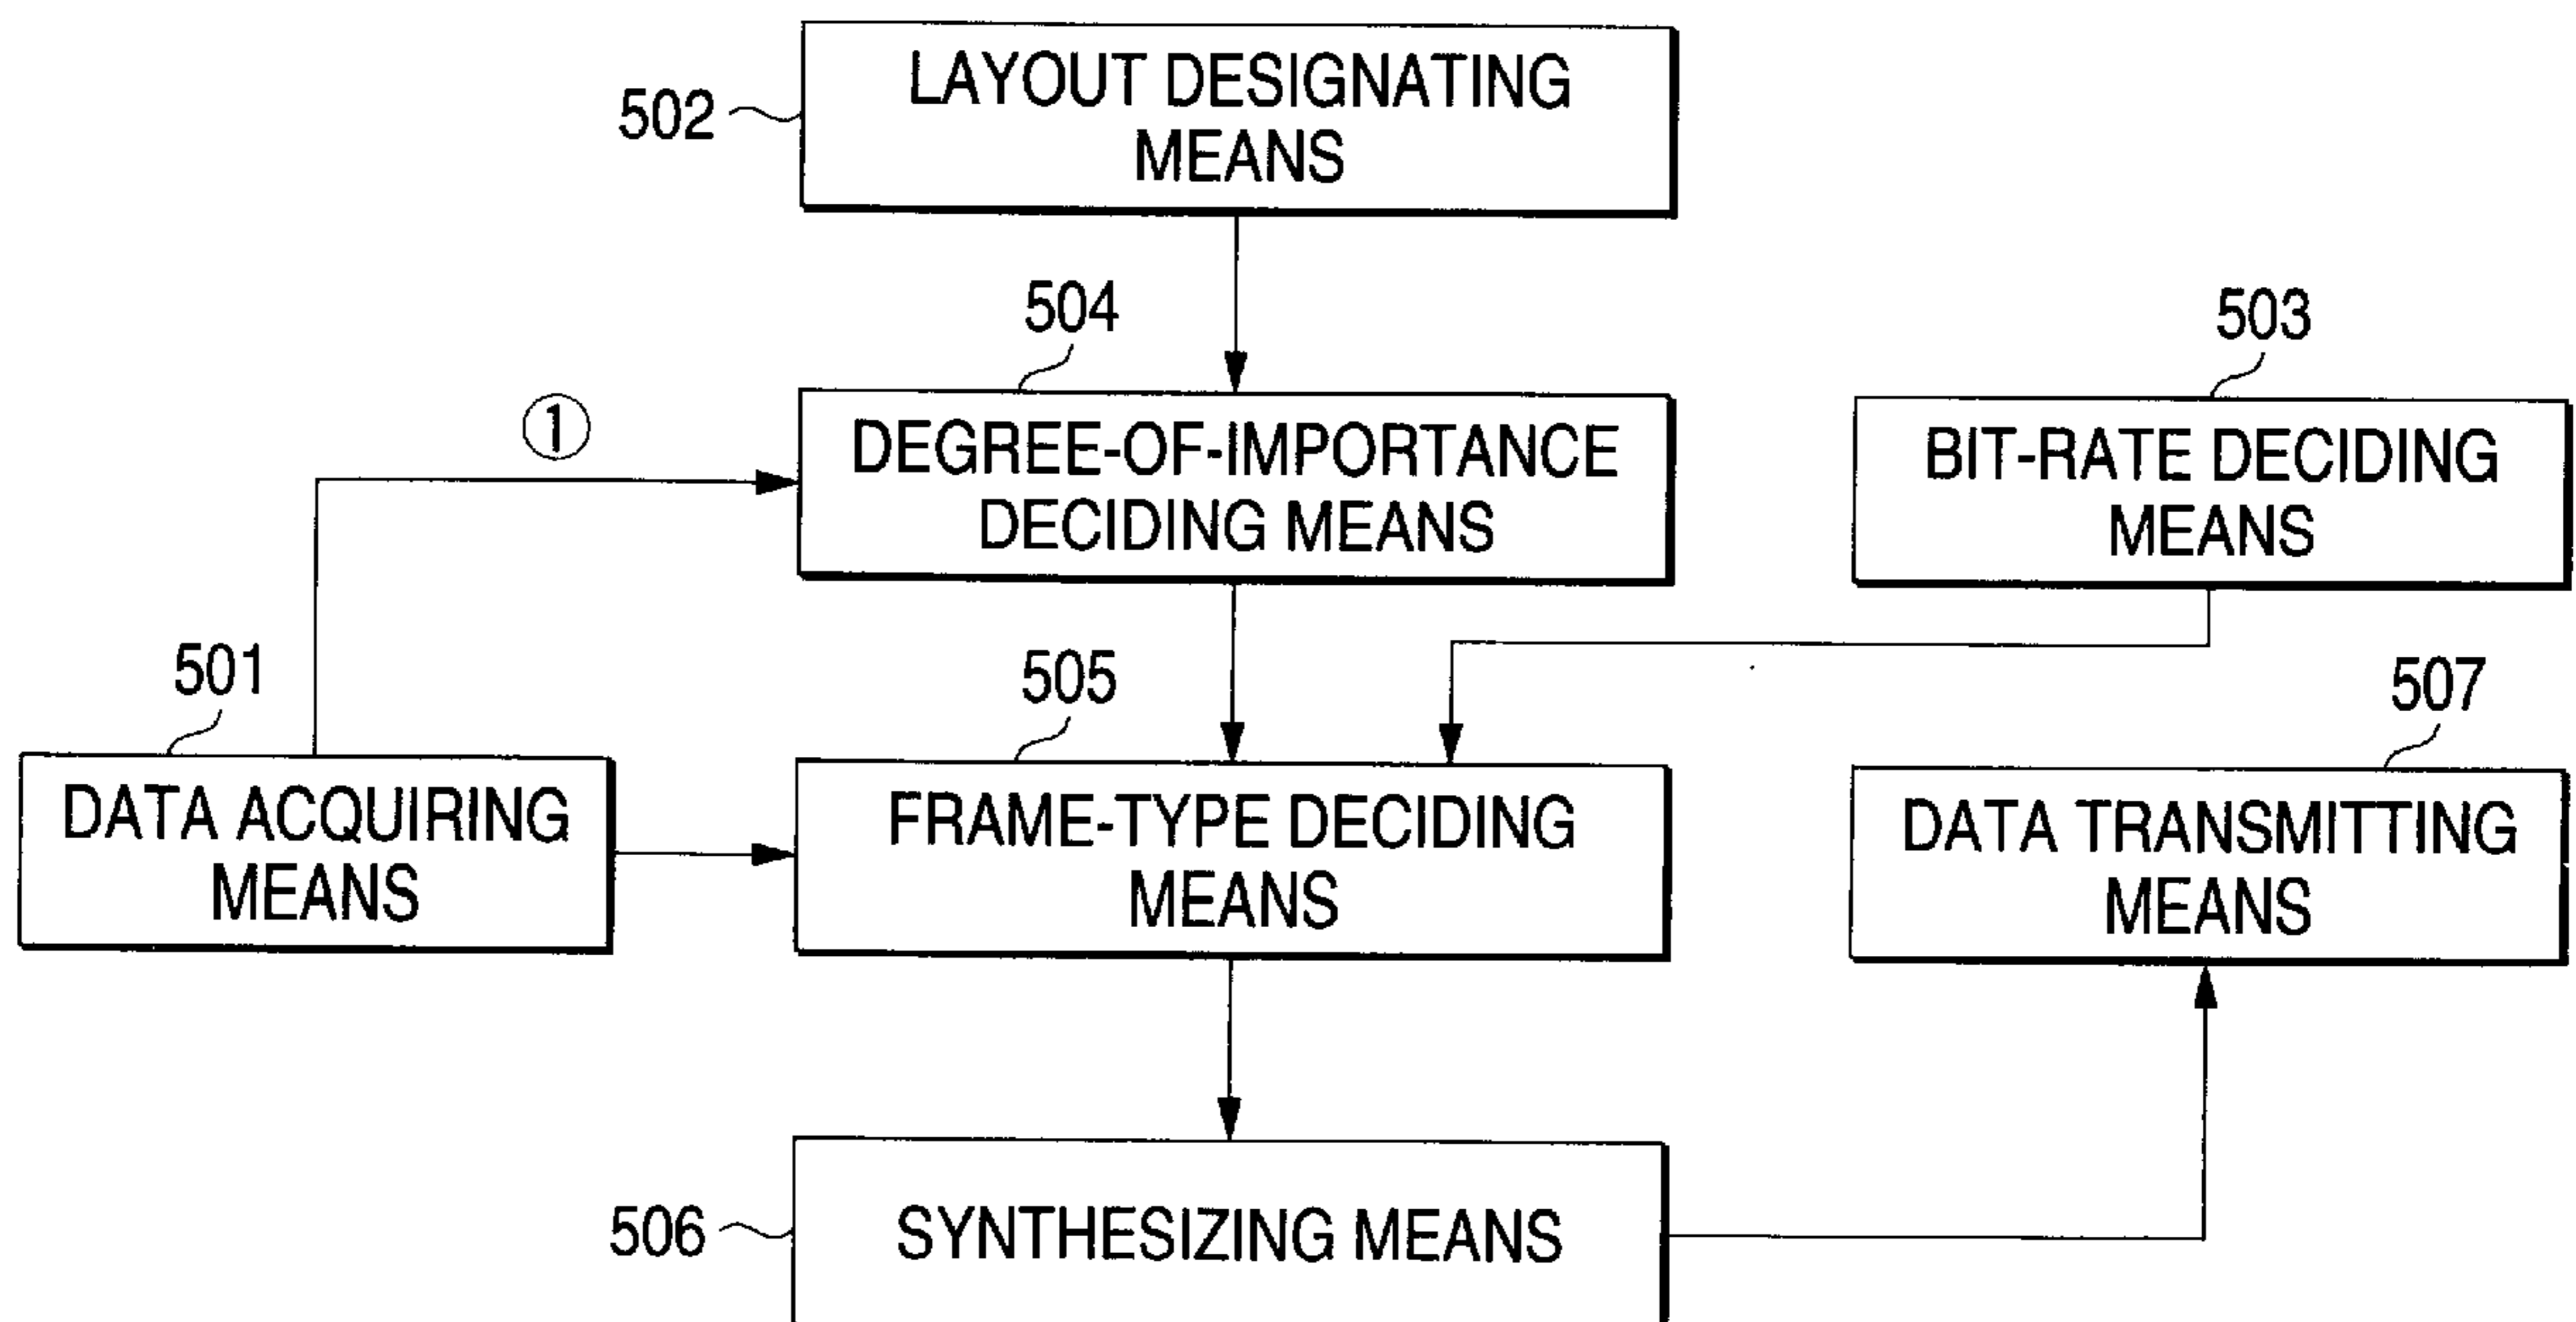 502
LAYOUT DESIGNATING
MEANS
504
503
①
DEGREE-OF-IMPORTANCE
DECIDING MEANS
BIT-RATE DECIDING
MEANS
501
505
507
DATA ACQUIRING
MEANS
FRAME-TYPE DECIDING
MEANS
DATA TRANSMITTING
MEANS
506
SYNTHESIZING MEANS